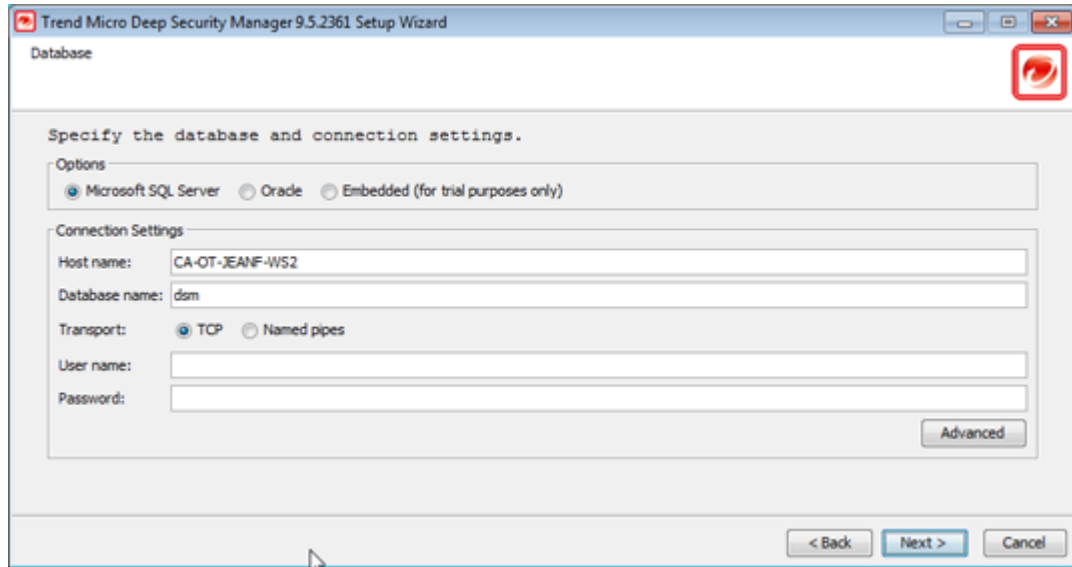 Trend Micro Deep Security Manager 9.5.2361 Setup Wizard
Database
Specify the database and connection settings.
Options
Microsoft SQL Server Oracle Embedded (for trial purposes only)
Connection Settings
Host name: CA-OT-JEANF-WS2
Database name: dsm
Transport: TCP Named pipes
User name:
Password:
Advanced
< Back Next > Cancel